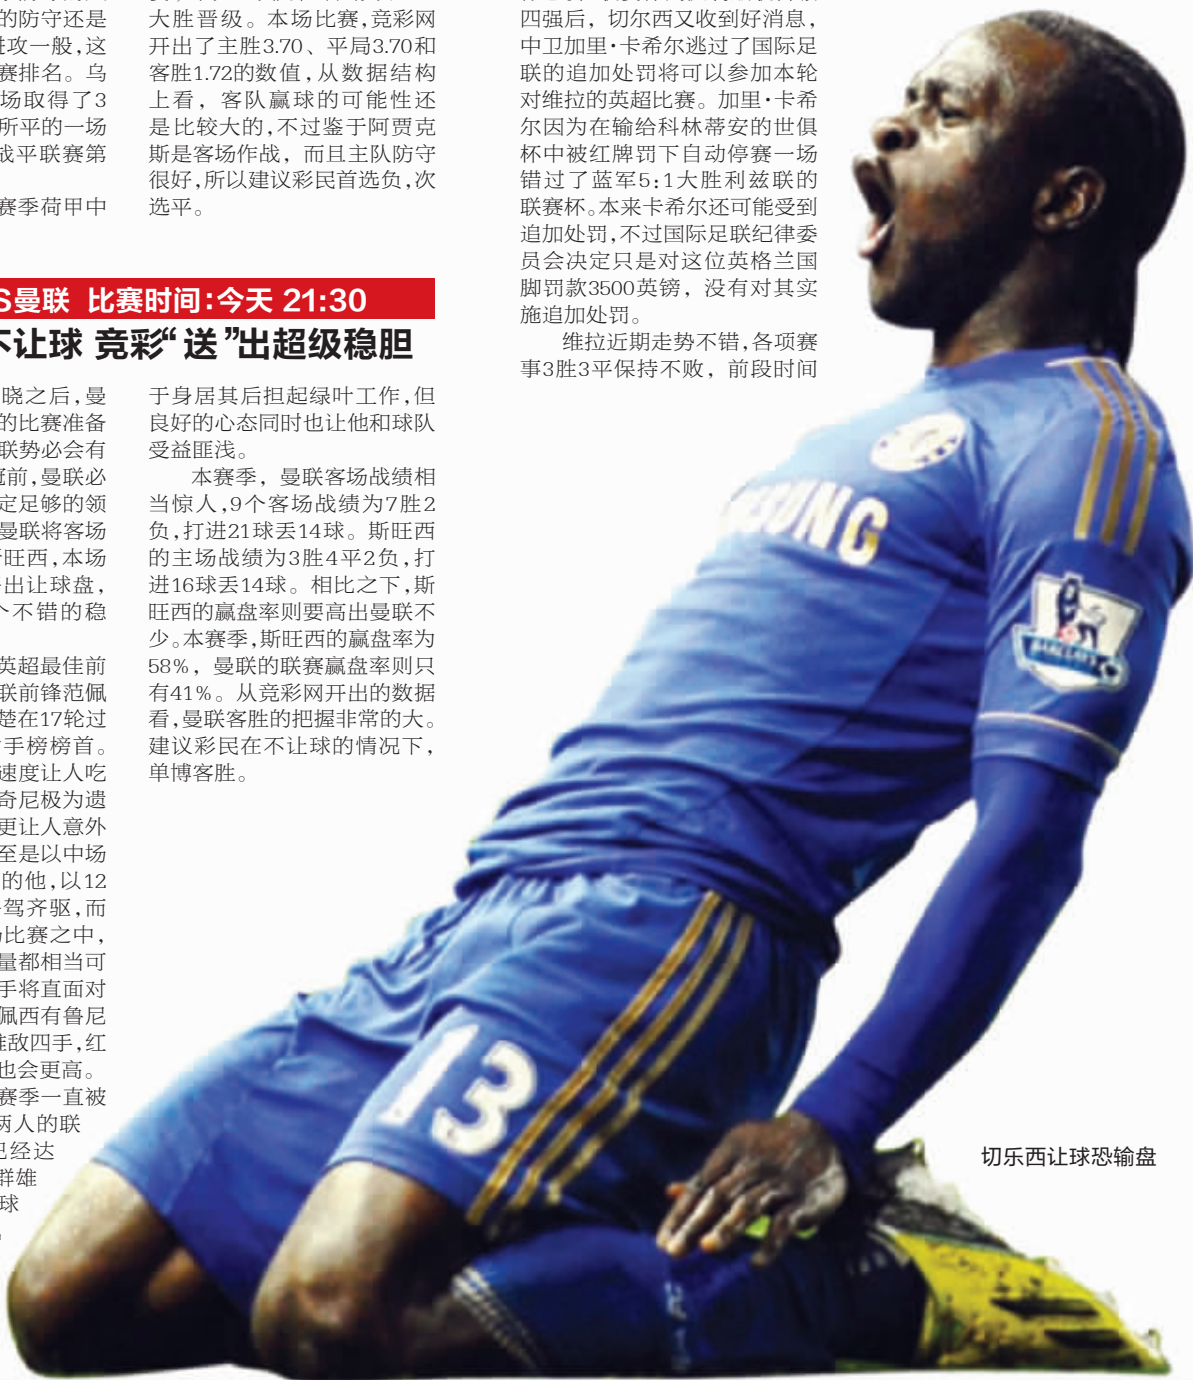 的防守还是
进攻一般,这
赛排名。乌
场取得了3
所平的一场
战平联赛第
赛季荷甲中
大胜晋级。本场比赛,竞彩网
开出了主胜3.70、平局3.70和
客胜1.72的数值,从数据结构
上看,客队赢球的可能性还
是比较大的,不过鉴于阿贾克
斯是客场作战,而且主队防守
很好,所以建议彩民首选负,次
选平。
S曼联 比赛时间:今天 21:30
不让球 竞彩“送”出超级稳胆
晓之后,曼
的比赛准备
联势必会有
冠前,曼联必
定足够的领
曼联将客场
斯旺西,本场
出让球盘,
个不错的稳
英超最佳前
联前锋范佩
楚在17轮过
手榜榜首。
速度让人吃
奇尼极为遗
更让人意外
至是以中场
的他,以12
驾齐驱,而
场比赛之中,
量都相当可
手将直面对
佩西有鲁尼
难敌四手,红
也会更高。
赛季一直被
两人的联
已经达
群雄
球
于身居其后担起绿叶工作,但
良好的心态同时也让他和球队
受益匪浅。
本赛季,曼联客场战绩相
当惊人,9个客场战绩为7胜2
负,打进21球丢14球。斯旺西
的主场战绩为3胜4平2负,打
进16球丢14球。相比之下,斯
旺西的赢盘率则要高出曼联不
少。本赛季,斯旺西的赢盘率为
58%,曼联的联赛赢盘率则只
有41%。从竞彩网开出的数据
看,曼联客胜的把握非常的大。
建议彩民在不让球的情况下,
单博客胜。
四强后,切尔西又收到好消息,
中卫加里·卡希尔逃过了国际足
联的追加处罚将可以参加本轮
对维拉的英超比赛。加里·卡希
尔因为在输给科林蒂安的世俱
杯中被红牌罚下自动停赛一场
错过了蓝军5:1大胜利兹联的
联赛杯。本来卡希尔还可能受到
追加处罚,不过国际足联纪律委
员会决定只是对这位英格兰国
脚罚款3500英镑,没有对其实
施追加处罚。
维拉近期走势不错,各项赛
事3胜3平保持不败,前段时间
SUNG
13
切乐西让球恐输盘